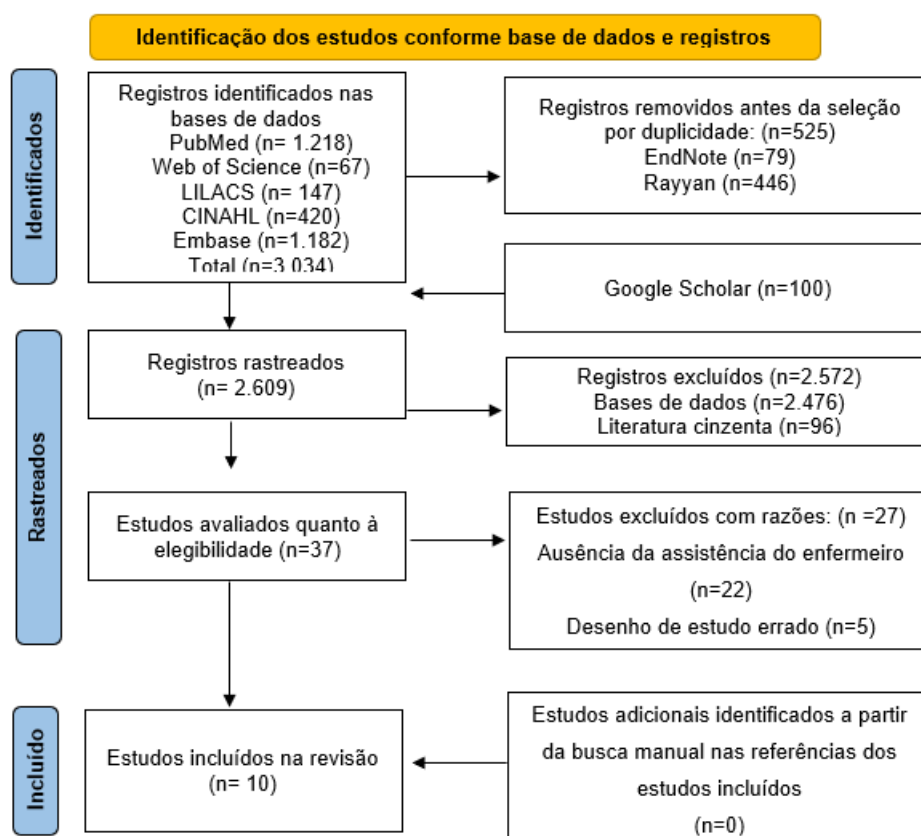 Identificação dos estudos conforme base de dados e registros
Identificados
Registros identificados nas
bases de dados
PubMed (n= 1.218)
Web of Science (n=67)
LILACS (n= 147)
CINAHL (n=420)
Embase (n=1.182)
Total (n=3.034)
Registros removidos antes da seleção
por duplicidade: (n=525)
EndNote (n=79)
Rayyan (n=446)
Google Scholar (n=100)
Rastreados
Registros rastreados
(n= 2.609)
Registros excluídos (n=2.572)
Bases de dados (n=2.476)
Literatura cinzenta (n=96)
Estudos avaliados quanto à
elegibilidade (n=37)
Estudos excluídos com razões: (n =27)
Ausência da assistência do enfermeiro
(n=22)
Desenho de estudo errado (n=5)
Incluído
Estudos incluídos na revisão
(n= 10)
Estudos adicionais identificados a partir
da busca manual nas referências dos
estudos incluídos
(n=0)